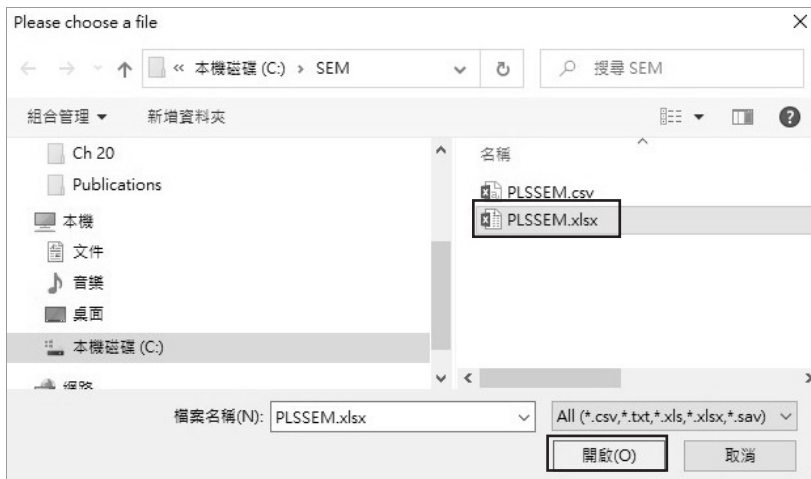 Please choose a file
« 本機磁碟 (C:) › SEM
搜尋 SEM
組合管理
新增資料夾
?
Ch 20
Publications
本機
文件
音樂
桌面
本機磁碟 (C:)
網路
名稱
PLSSEM.csv
PLSSEM.xlsx
檔案名稱(N): PLSSEM.xlsx
All (*.csv,*.txt,*.xls,*.xlsx,*.sav)
開啟(O)
取消